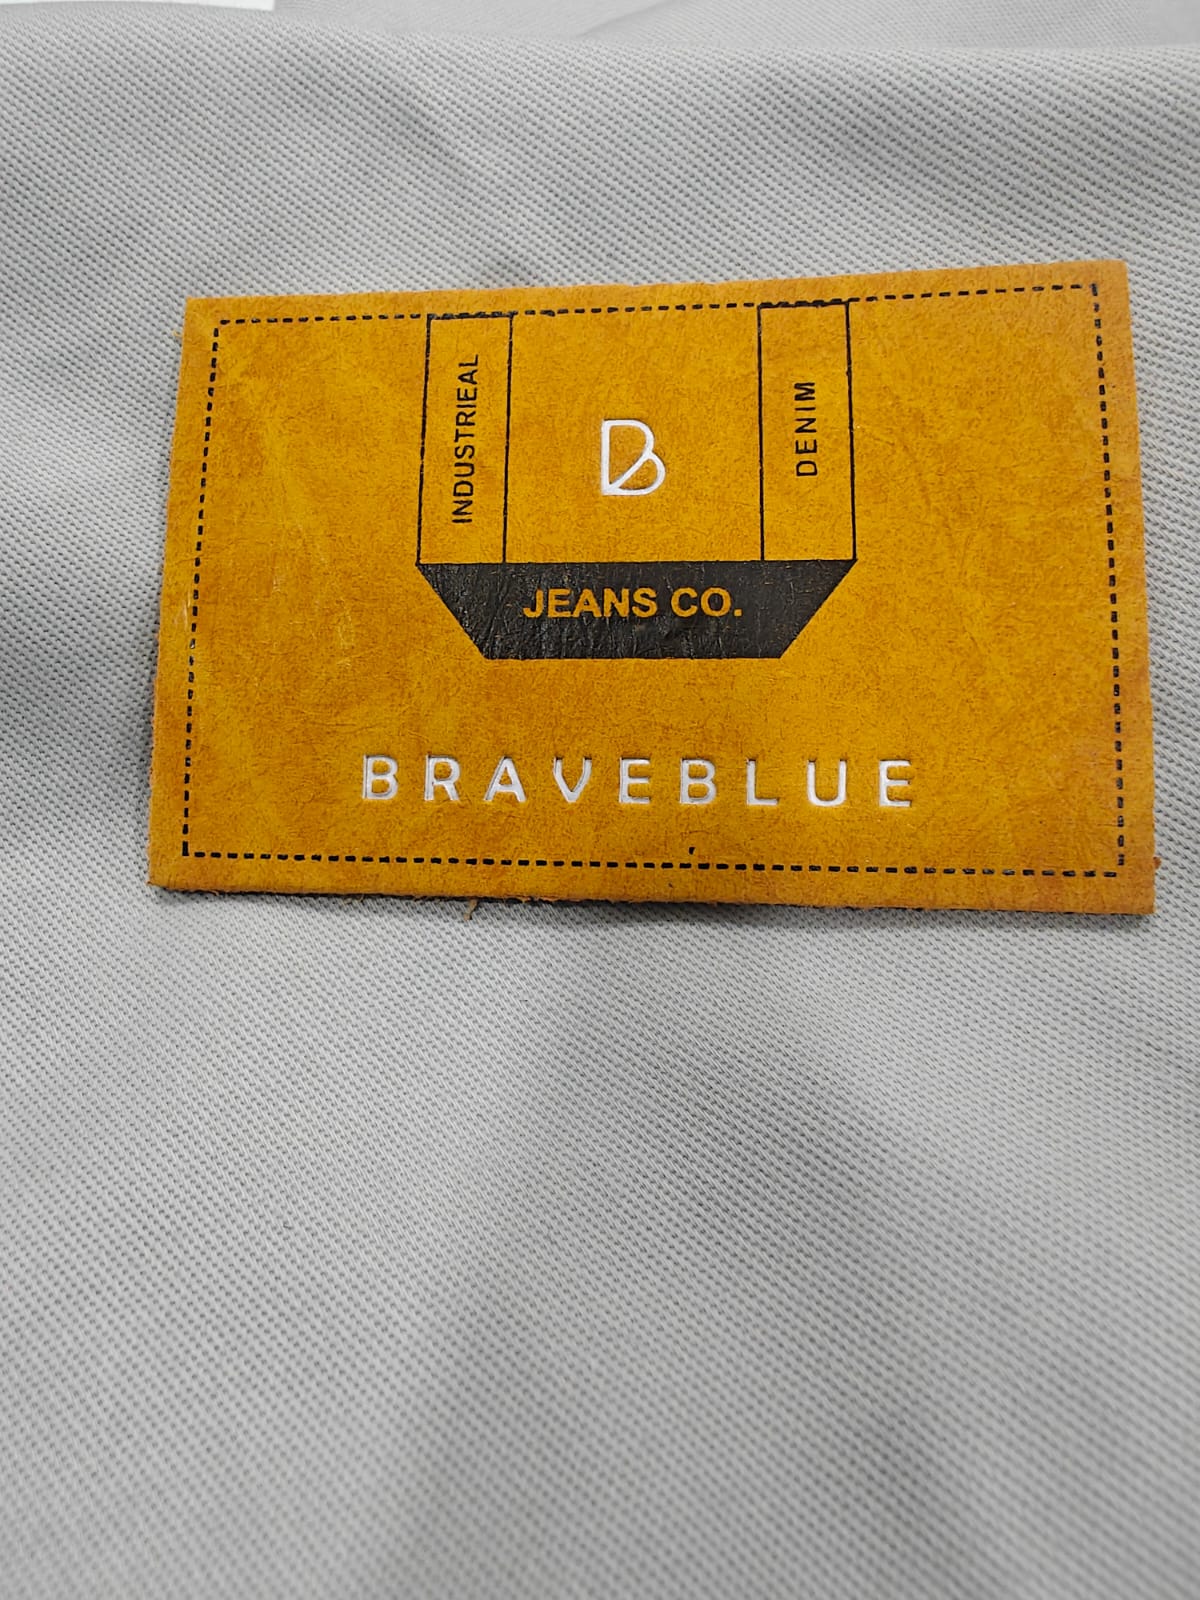 INDUSTRIEAL
B
DENIM
JEANS CO.
BRAVEBLUE